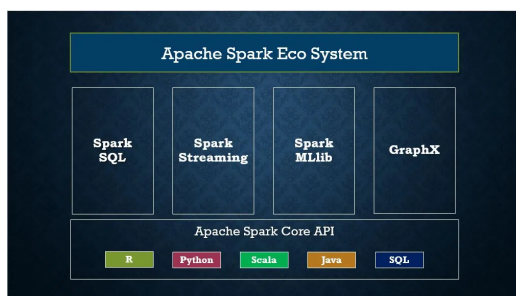 Apache Spark Eco System
Spark
SQL
Spark
Streaming
Spark
MLlib
GraphX
Apache Spark Core API
R
Python
Scala
Java
SQL